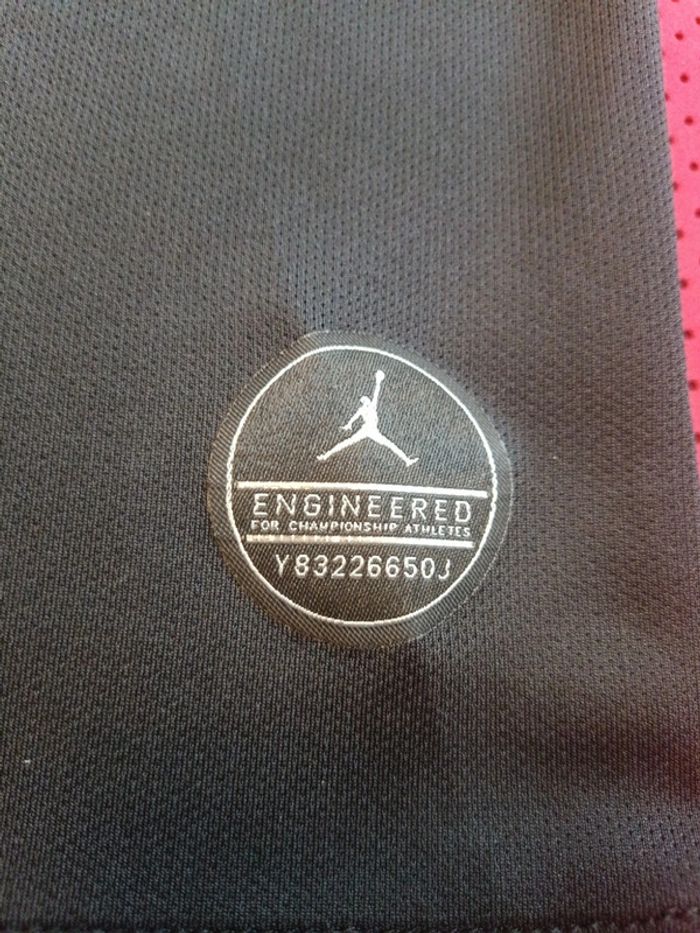 ENGINEERED
FOR CHAMPIONSHIP ATHLETES
Y83226650J